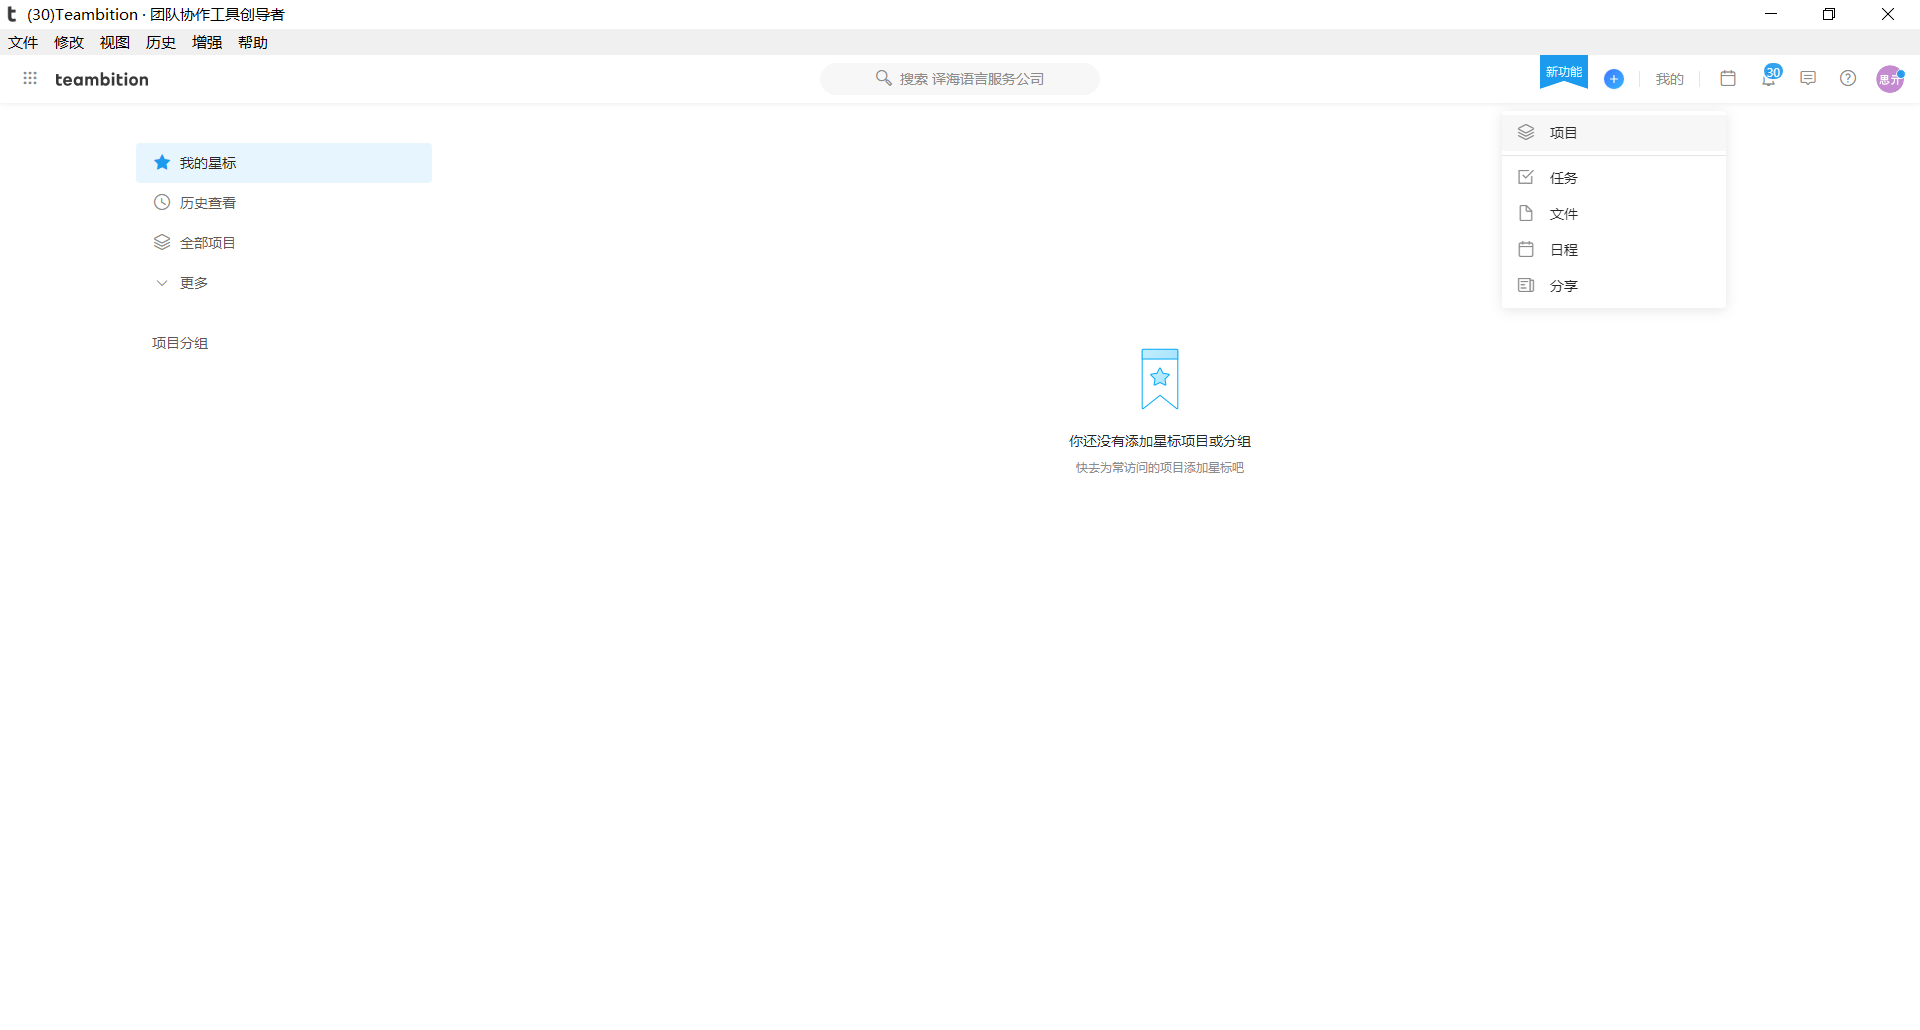 (30)Teambition · 团队协作工具创导者
文件 修改 视图 历史 增强 帮助
teambition
搜索 译海语言服务公司
新功能
我的
30
思亓
项目
任务
文件
日程
分享
我的星标
历史查看
全部项目
更多
项目分组
你还没有添加星标项目或分组
快去为常访问的项目添加星标吧